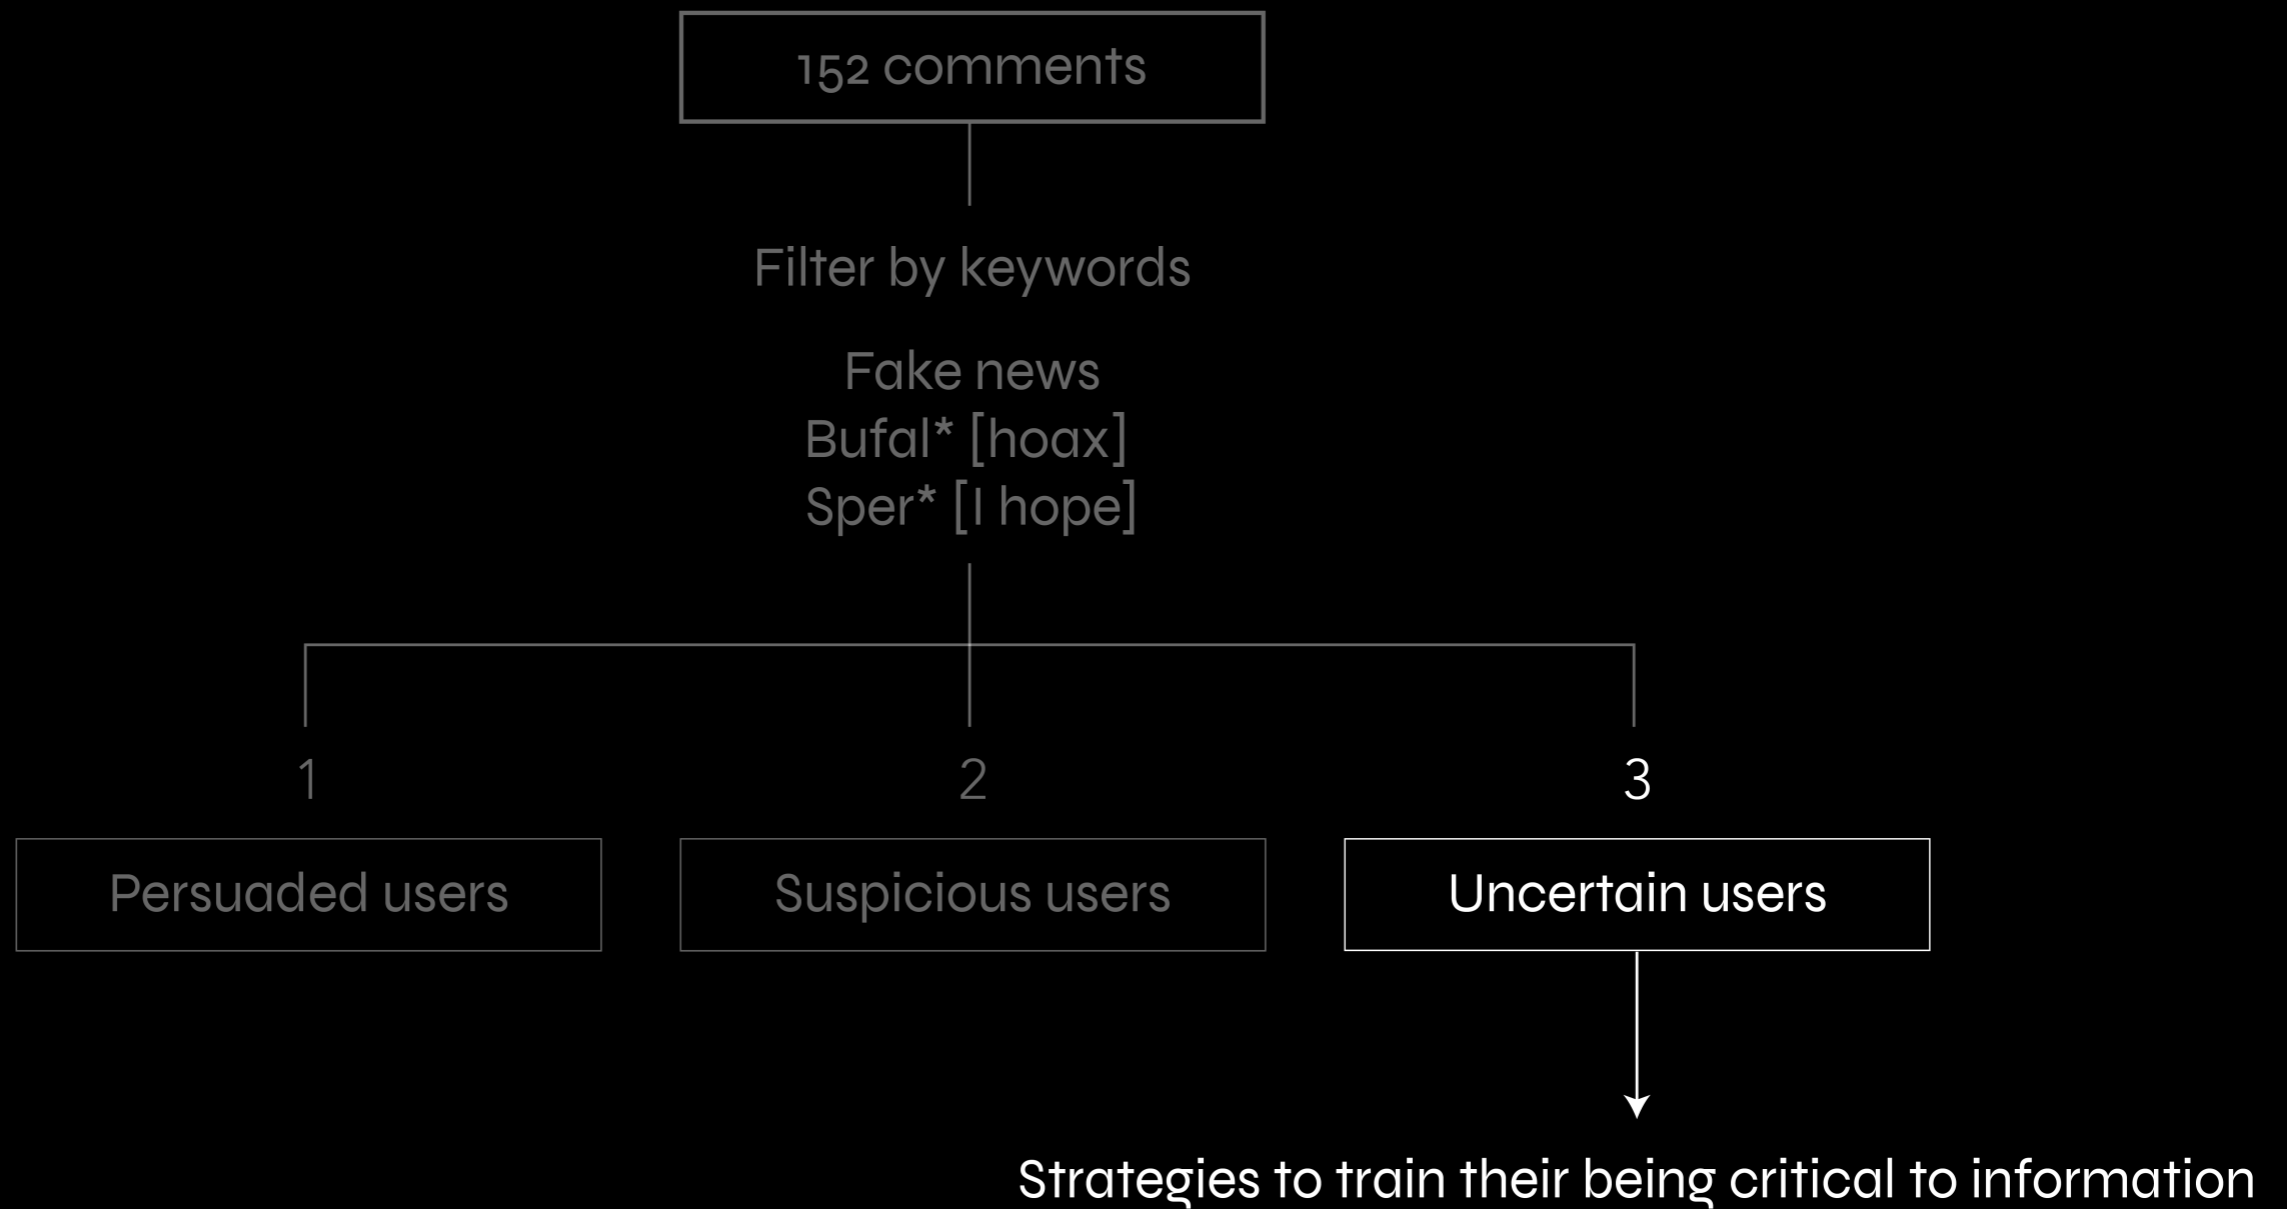 152 comments
Filter by keywords
Fake news
Bufal* [hoax]
Sper* [I hope]
1
2
3
Persuaded users
Suspicious users
Uncertain users
Strategies to train their being critical to information